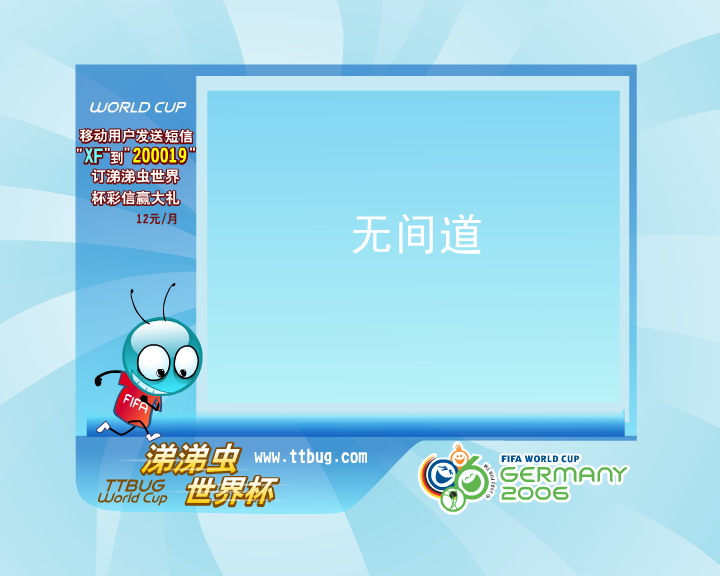 WORLD CUP
移动用户发送短信
"XF"到"200019"
订涕涕虫世界
杯彩信赢大礼
12元/月
无间道
FIFA
涕涕虫
世界杯
TTBUG
World Cup
www.ttbug.com
FIFA WORLD CUP
GERMANY
2006